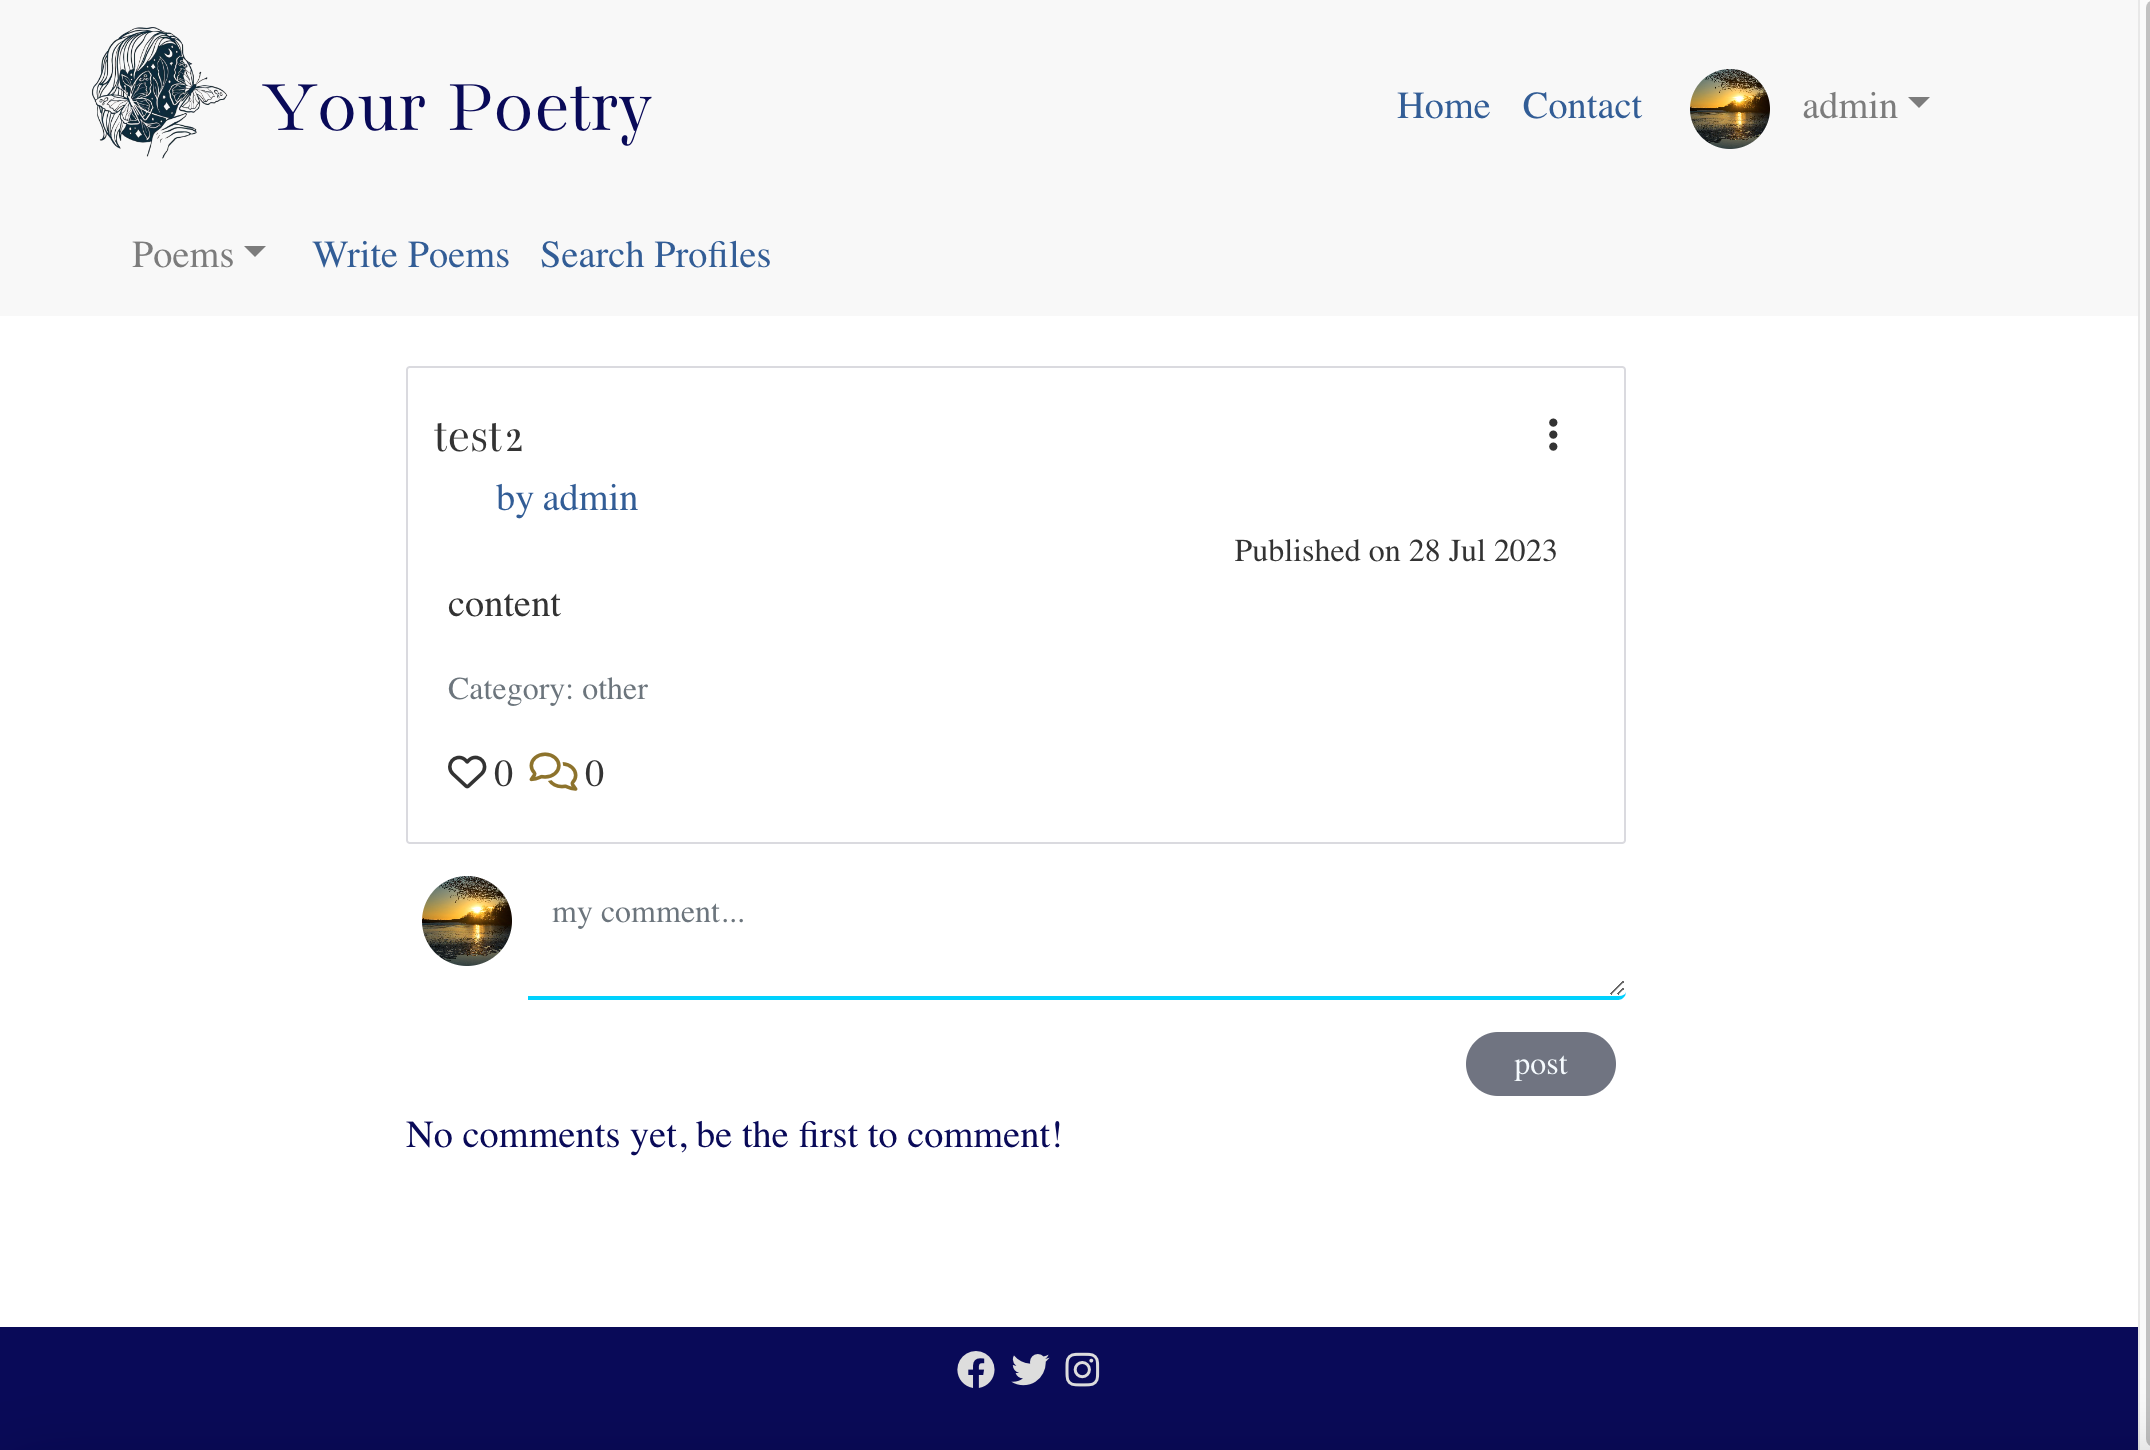 Your Poetry
Home Contact admin
Poems Write Poems Search Profiles
test2
by admin
Published on 28 Jul 2023
content
Category: other
0 0
my comment...
post
No comments yet, be the first to comment!